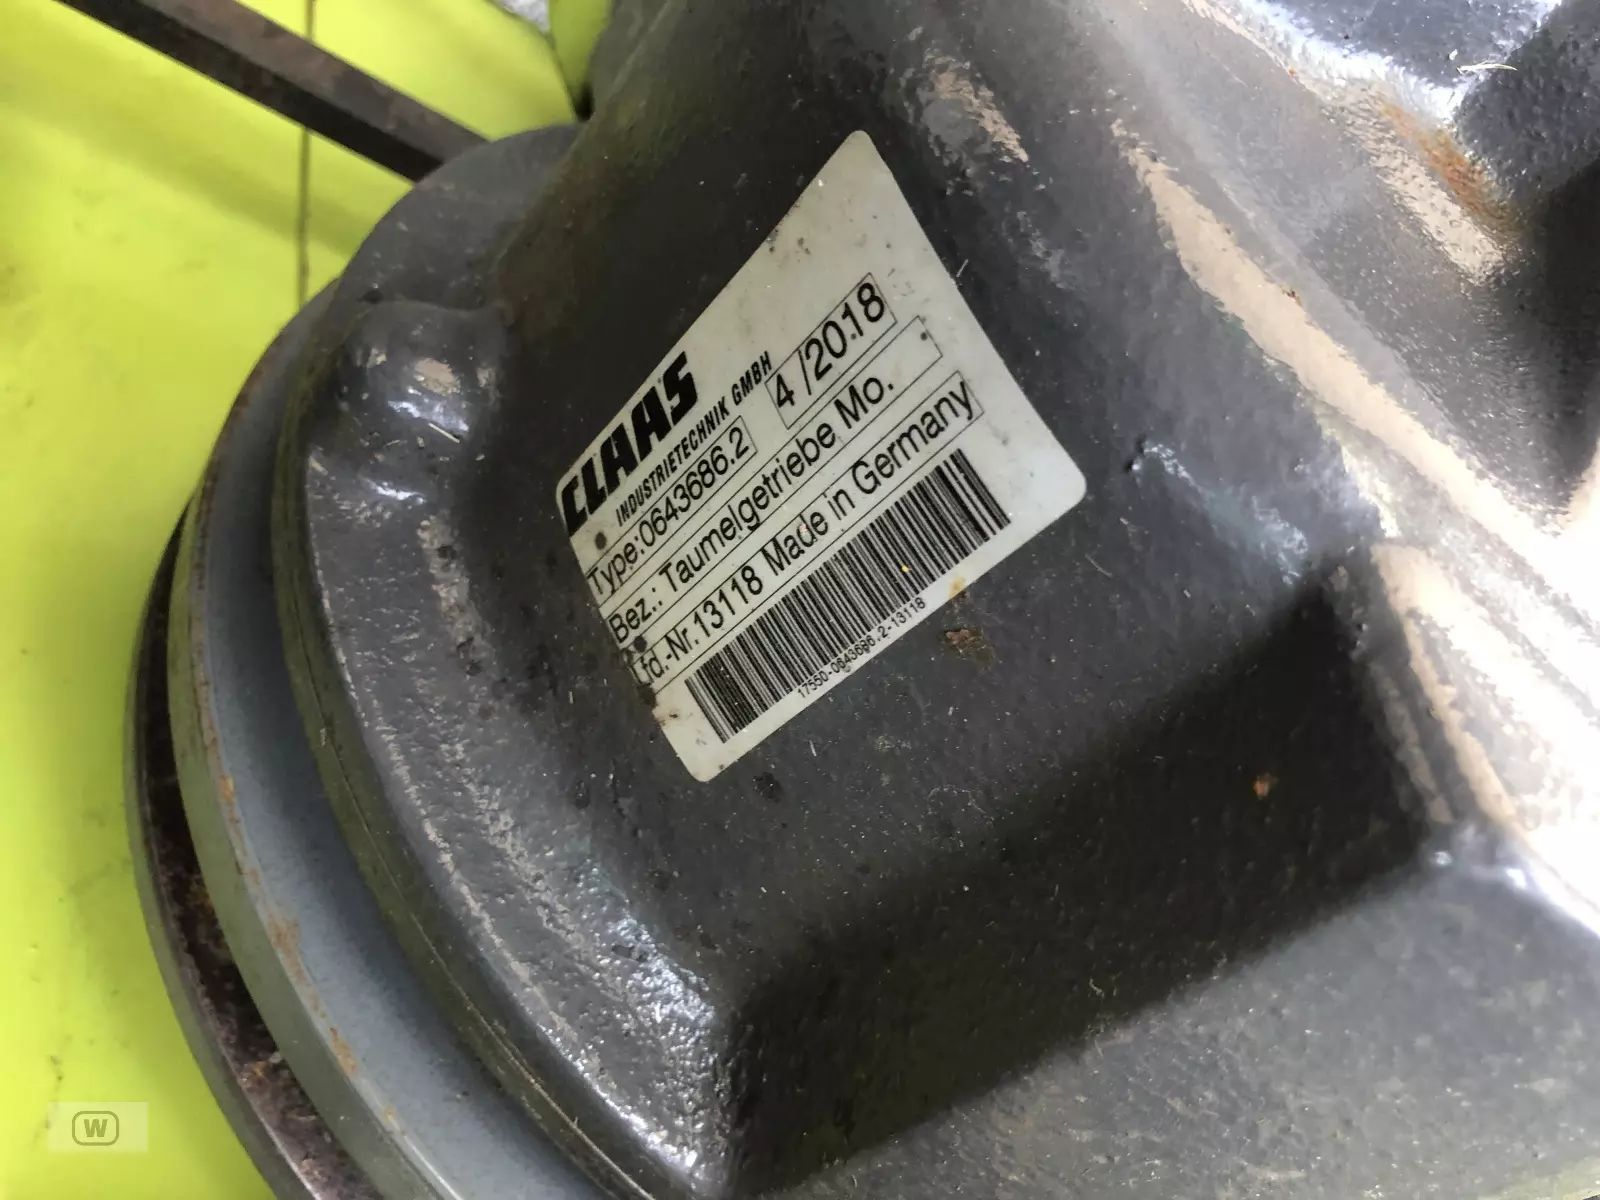 CLAAS
INDUSTRIETECHNIK GMBH
Type:0643686.2 4 /2018
Bez.: Taumelgetriebe Mo.
Lfd.-Nr.13118 Made in Germany
17550-0643696.2-13118
W